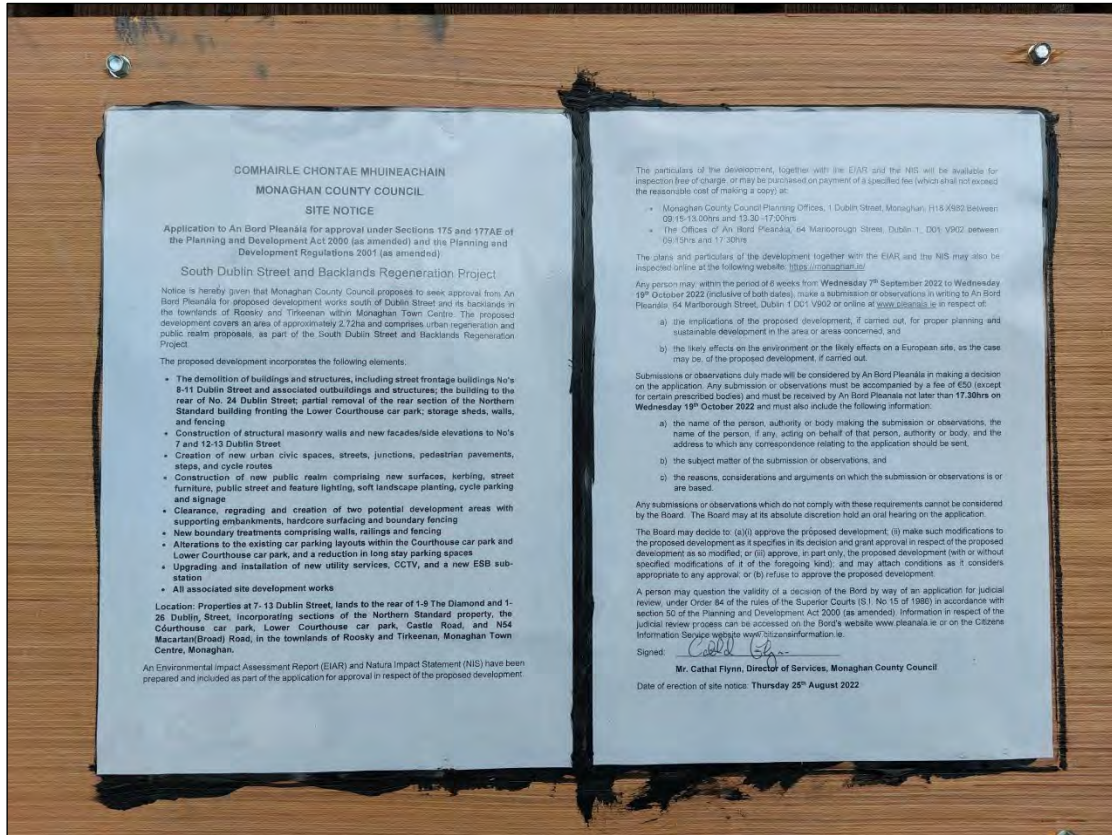 COMHAIRLE CHONTAE MHUINEACHAIN
MONAGHAN COUNTY COUNCIL
SITE NOTICE
Application to An Bord Pleanála for approval under Sections 175 and 177AE of
the Planning and Development Act 2000 (as amended) and the Planning and
Development Regulations 2001 (as amended)
South Dublin Street and Backlands Regeneration Project
Notice is hereby given that Monaghan County Council proposes to seek approval from An
Bord Pleanála for proposed development works south of Dublin Street and its backlands in
the townlands of Roosky and Tirkeenan within Monaghan Town Centre. The proposed
development covers an area of approximately 2.72ha and comprises urban regeneration and
public realm proposals, as part of the South Dublin Street and Backlands Regeneration
Project.
The proposed development incorporates the following elements:
• The demolition of buildings and structures, including street frontage buildings No's
8-11 Dublin Street and associated outbuildings and structures; the building to the
rear of No. 24 Dublin Street; partial removal of the rear section of the Northern
Standard building fronting the Lower Courthouse car park; storage sheds, walls,
and fencing
• Construction of structural masonry walls and new facades/side elevations to No's
7 and 12-13 Dublin Street
• Creation of new urban civic spaces, streets, junctions, pedestrian pavements,
steps, and cycle routes
• Construction of new public realm comprising new surfaces, kerbing, street
furniture, public street and feature lighting, soft landscape planting, cycle parking
and signage
• Clearance, regrading and creation of two potential development areas with
supporting embankments, hardcore surfacing and boundary fencing
• New boundary treatments comprising walls, railings and fencing
• Alterations to the existing car parking layouts within the Courthouse car park and
Lower Courthouse car park, and a reduction in long stay parking spaces
• Upgrading and installation of new utility services, CCTV, and a new ESB sub-
station
• All associated site development works
Location: Properties at 7- 13 Dublin Street, lands to the rear of 1-9 The Diamond and 1-
26 Dublin Street, incorporating sections of the Northern Standard property, the
Courthouse car park, Lower Courthouse car park, Castle Road, and N54
Macartan(Broad) Road, in the townlands of Roosky and Tirkeenan, Monaghan Town
Centre, Monaghan.
An Environmental Impact Assessment Report (EIAR) and Natura Impact Statement (NIS) have been
prepared and included as part of the application for approval in respect of the proposed development
The particulars of the development, together with the EIAR and the NIS will be available for
inspection free of charge, or may be purchased on payment of a specified fee (which shall not exceed
the reasonable cost of making a copy) at:
• Monaghan County Council Planning Offices, 1 Dublin Street, Monaghan, H18 X982 Between
09.15-13.00hrs and 13.30 -17:00hrs
• The Offices of An Bord Pleanála, 64 Marlborough Street, Dublin 1, D01 V902 between
09.15hrs and 17.30hrs
The plans and particulars of the development together with the EIAR and the NIS may also be
inspected online at the following website: https://monaghan.ie/
Any person may, within the period of 6 weeks from Wednesday 7th September 2022 to Wednesday
19th October 2022 (inclusive of both dates), make a submission or observations in writing to An Bord
Pleanála, 64 Marlborough Street, Dublin 1 D01 V902 or online at www.pleanala.ie in respect of:
a) the implications of the proposed development, if carried out, for proper planning and
sustainable development in the area or areas concerned, and
b) the likely effects on the environment or the likely effects on a European site, as the case
may be, of the proposed development, if carried out.
Submissions or observations duly made will be considered by An Bord Pleanála in making a decision
on the application. Any submission or observations must be accompanied by a fee of €50 (except
for certain prescribed bodies) and must be received by An Bord Pleanala not later than 17.30hrs on
Wednesday 19th October 2022 and must also include the following information:
a) the name of the person, authority or body making the submission or observations, the
name of the person, if any, acting on behalf of that person, authority or body, and the
address to which any correspondence relating to the application should be sent,
b) the subject matter of the submission or observations, and
c) the reasons, considerations and arguments on which the submission or observations is or
are based.
Any submissions or observations which do not comply with these requirements cannot be considered
by the Board. The Board may at its absolute discretion hold an oral hearing on the application.
The Board may decide to: (a)(i) approve the proposed development; (ii) make such modifications to
the proposed development as it specifies in its decision and grant approval in respect of the proposed
development as so modified; or (iii) approve, in part only, the proposed development (with or without
specified modifications of it of the foregoing kind); and may attach conditions as it considers
appropriate to any approval; or (b) refuse to approve the proposed development.
A person may question the validity of a decision of the Bord by way of an application for judicial
review, under Order 84 of the rules of the Superior Courts (S.I. No 15 of 1986) in accordance with
section 50 of the Planning and Development Act 2000 (as amended). Information in respect of the
judicial review process can be accessed on the Bord's website www.pleanala.ie or on the Citizens
Information Service website www.citizensinformation.ie.
Signed:
Mr. Cathal Flynn, Director of Services, Monaghan County Council
Date of erection of site notice: Thursday 25th August 2022